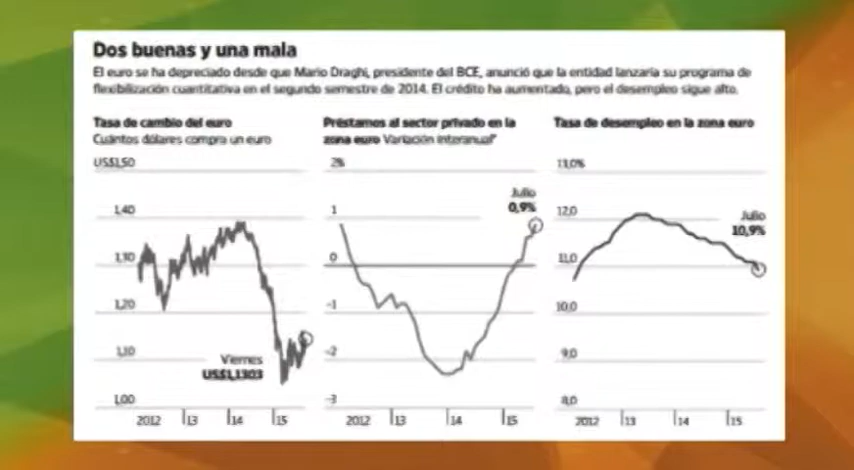 Dos buenas y una mala
El euro se ha depreciado desde que Mario Draghi, presidente del BCE, anunció que la entidad lanzaría su programa de
flexibilización cuantitativa en el segundo semestre de 2014. El crédito ha aumentado, pero el desempleo sigue alto.
Tasa de cambio del euro
Cuántos dólares compra un euro
US$1,50
1,40
1,30
1,20
1,10
1,00
Viernes
US$1,1303
2012 13 14 15
Préstamos al sector privado en la
zona euro Variación interanual*
2%
1
0
-1
-2
-3
Julio
0,9%
2012 13 14 15
Tasa de desempleo en la zona euro
13,0%
12,0
11,0
10,0
9,0
8,0
Julio
10,9%
2012 13 14 15